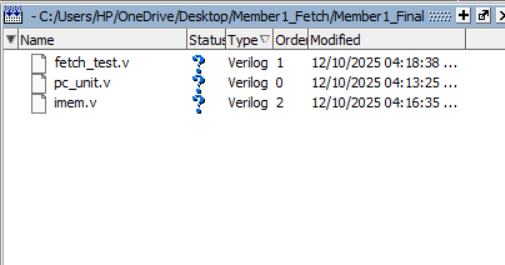 - C:/Users/HP/OneDrive/Desktop/Member1_Fetch/Member1_Final
Name Status Type Order Modified
fetch_test.v ? Verilog 1 12/10/2025 04:18:38 ...
pc_unit.v ? Verilog 0 12/10/2025 04:13:25 ...
imem.v ? Verilog 2 12/10/2025 04:16:35 ...